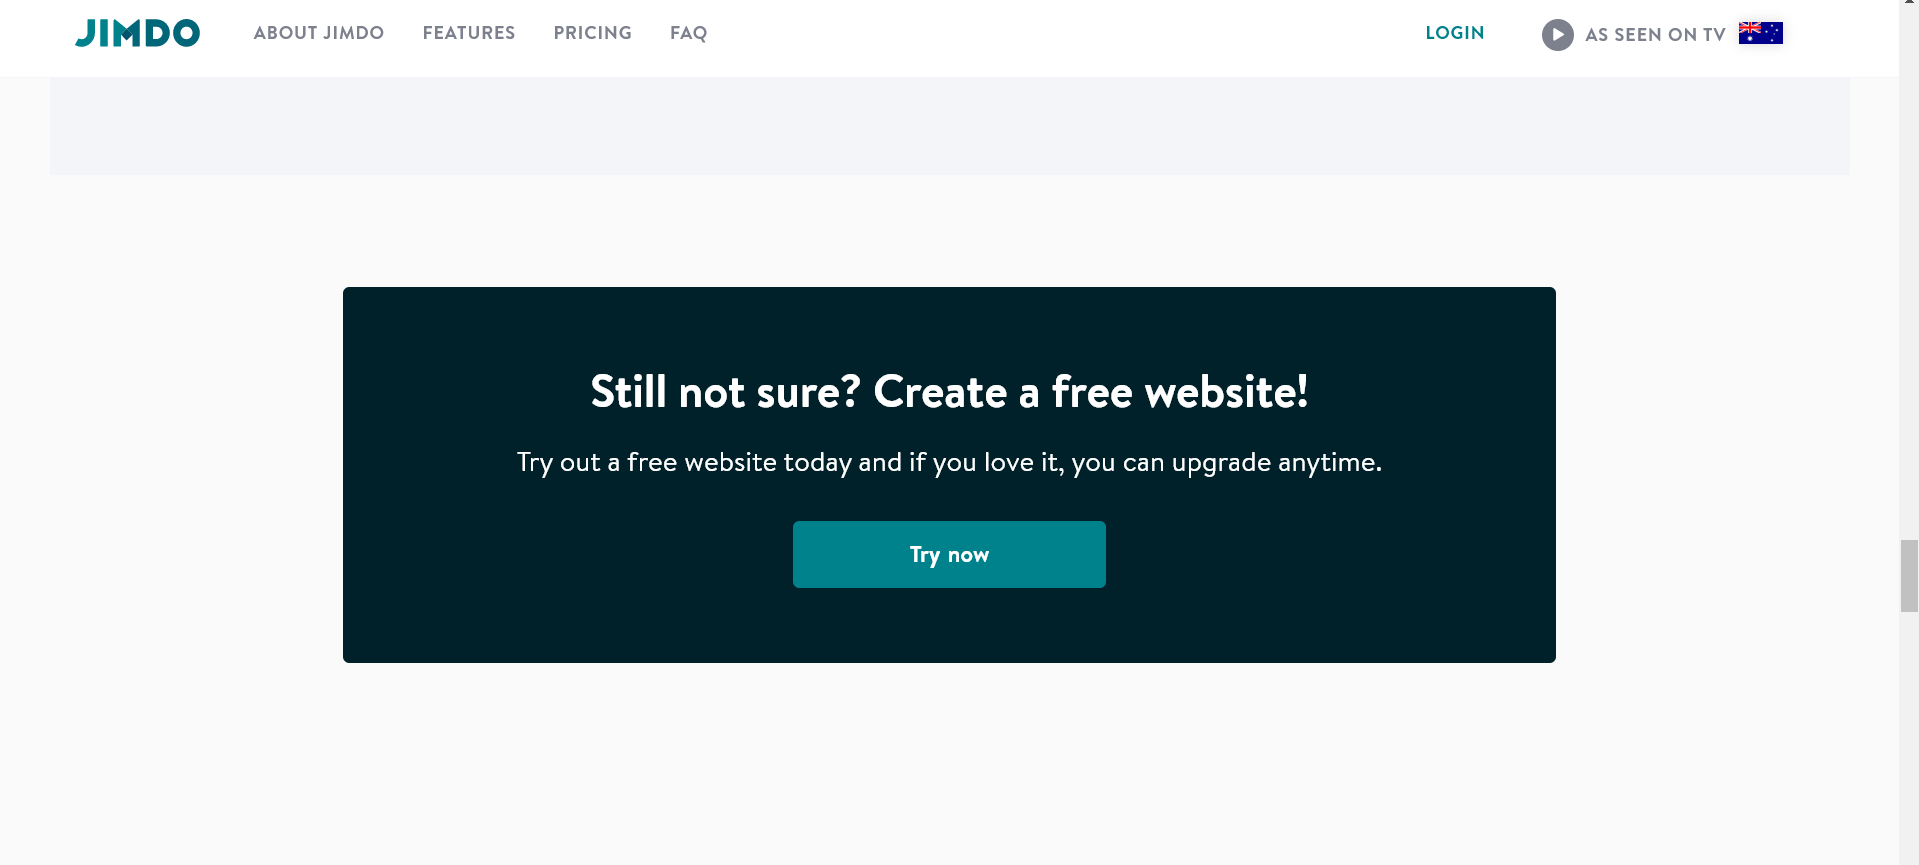 JIMDO ABOUT JIMDO FEATURES PRICING FAQ LOGIN AS SEEN ON TV
Still not sure? Create a free website!
Try out a free website today and if you love it, you can upgrade anytime.
Try now